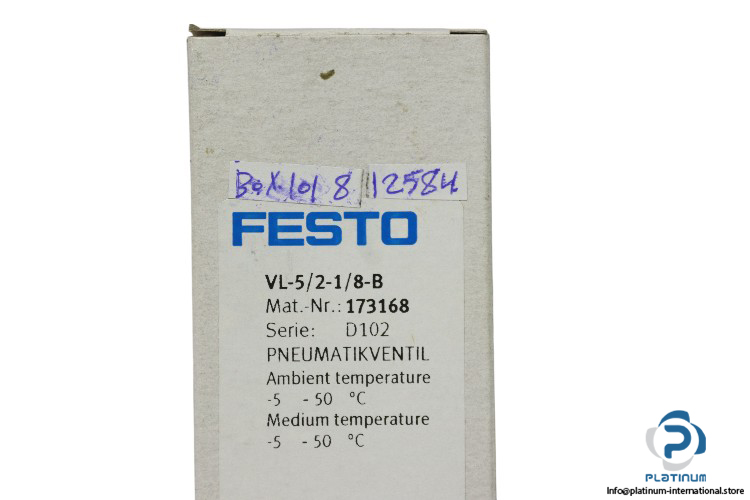 Box lol 8 12584
FESTO
VL-5/2-1/8-B
Mat.-Nr.: 173168
Serie: D102
PNEUMATIKVENTIL
Ambient temperature
-5 - 50 °C
Medium temperature
-5 - 50 °C
PLATINUM
Info@platinum-international.store